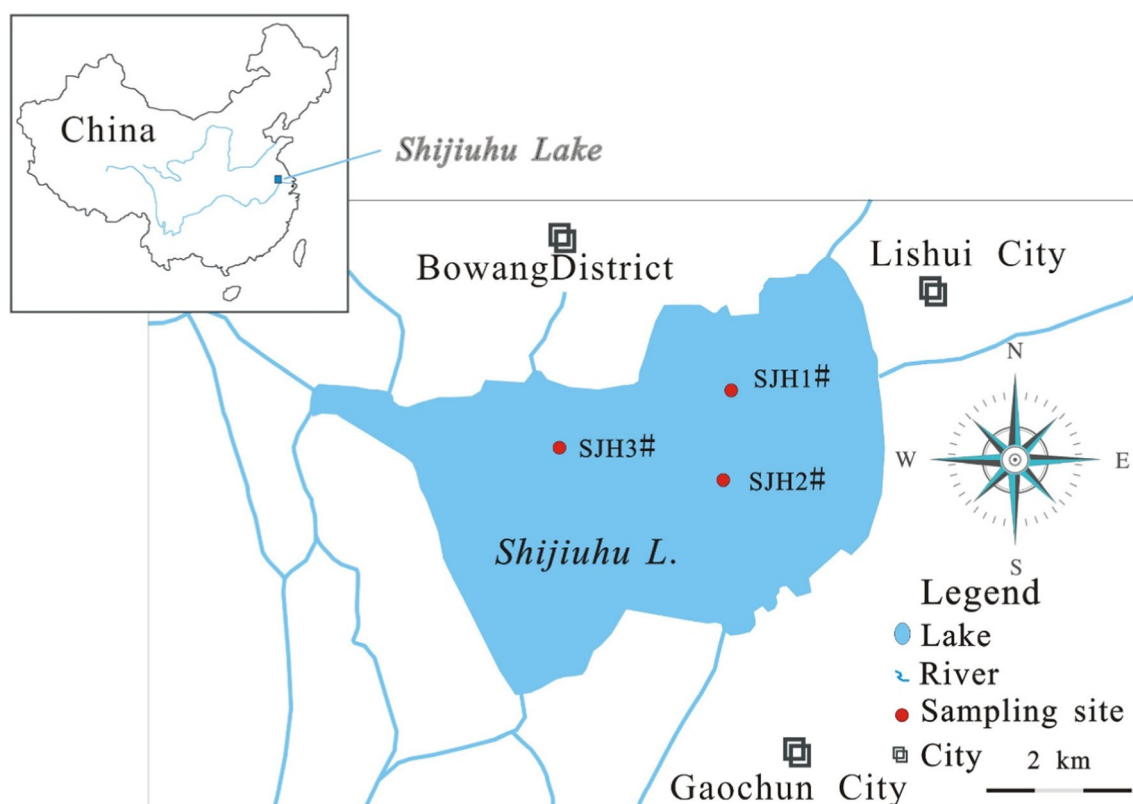 China
Shijiuhu Lake
BowangDistrict
Lishui City
SJH1#
N
SJH3#
W
E
SJH2#
Shijiuhu L.
S
Legend
Lake
River
Sampling site
City
2 km
Gaochun City